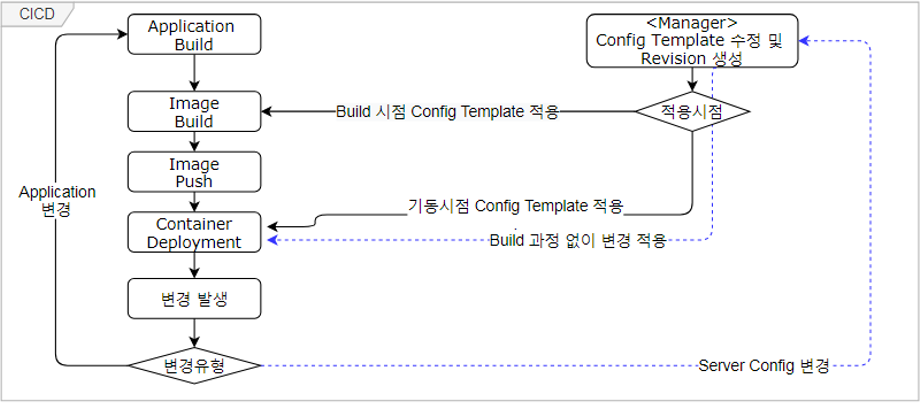 CICD
Application
Build
<Manager>
Config Template 수정 및
Revision 생성
Image
Build
Build 시점 Config Template 적용
적용시점
Image
Push
Application
변경
기동시점 Config Template 적용
Container
Deployment
Build 과정 없이 변경 적용
변경 발생
변경유형
Server Config 변경